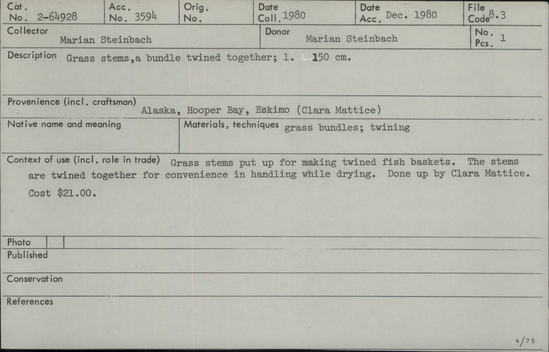 Cat. No. 2-64928 Acc. No. 3594 Orig. No. Date Coll. 1980 Date Acc. Dec. 1980 File Code 8.3
Collector Marian Steinbach Donor Marian Steinbach No. Pcs. 1
Description Grass stems,a bundle twined together; l. 150 cm.
Provenience (incl. craftsman) Alaska, Hooper Bay, Eskimo (Clara Mattice)
Native name and meaning Materials, techniques grass bundles; twining
Context of use (incl. role in trade) Grass stems put up for making twined fish baskets. The stems
are twined together for convenience in handling while drying. Done up by Clara Mattice.
Cost $21.00.
Photo
Published
Conservation
References
4/75